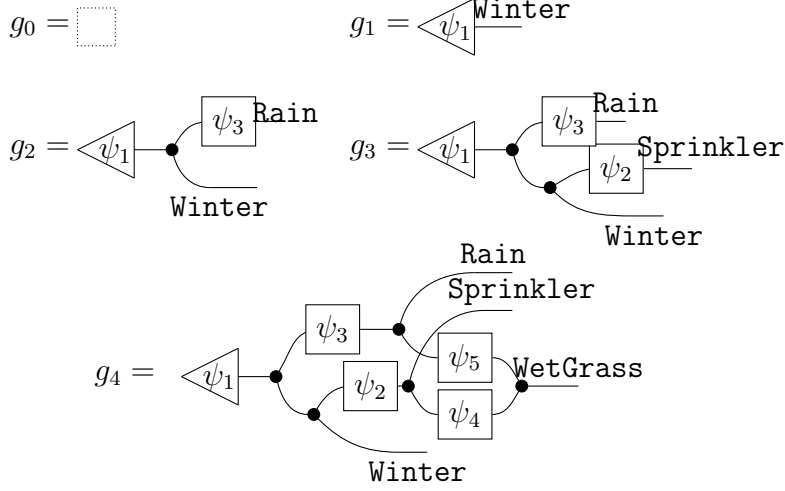 g₀ = g₁ = ψ₁ Winter
g₂ = ψ₁ ψ₃ Rain Winter
g₃ = ψ₁ ψ₃ Rain ψ₂ Sprinkler Winter
g₄ = ψ₁ ψ₃ ψ₂ Rain Sprinkler ψ₅ ψ₄ WetGrass Winter